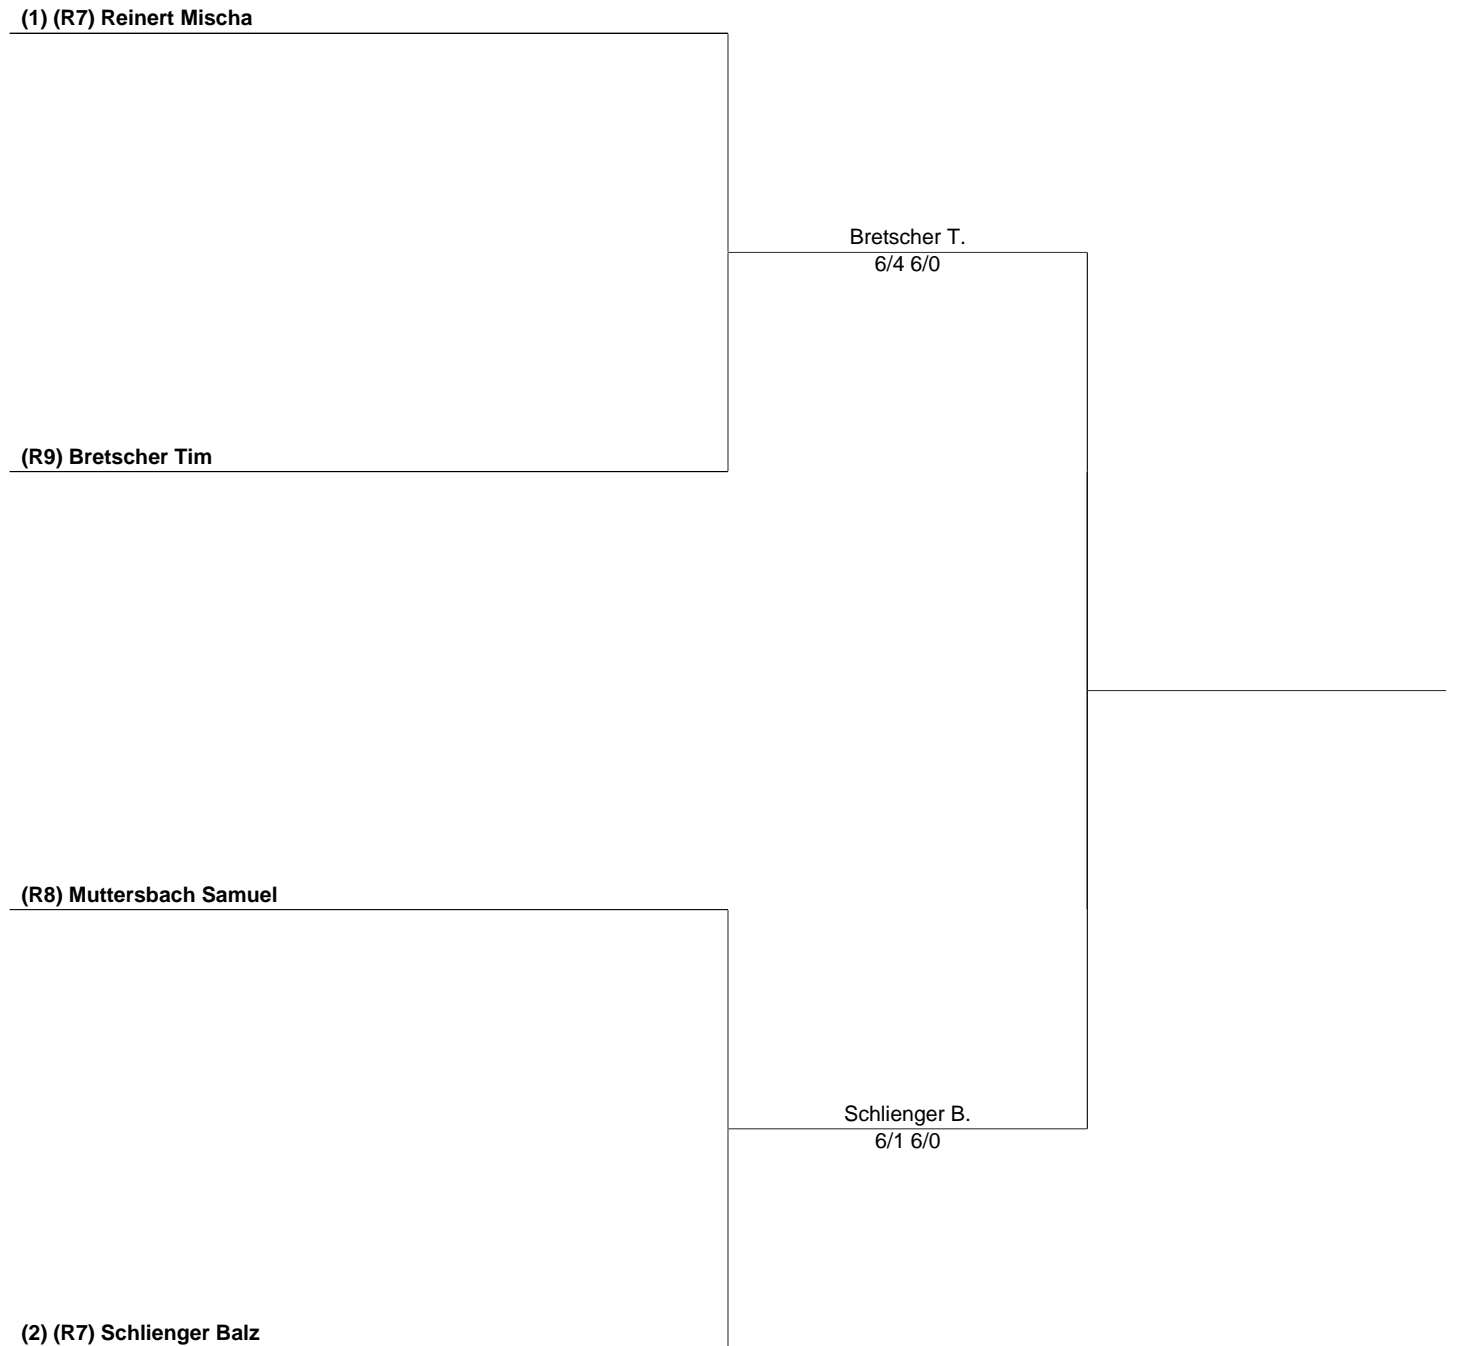 (1) (R7) Reinert Mischa
Bretscher T.
6/4 6/0
(R9) Bretscher Tim
(R8) Muttersbach Samuel
Schlienger B.
6/1 6/0
(2) (R7) Schlienger Balz